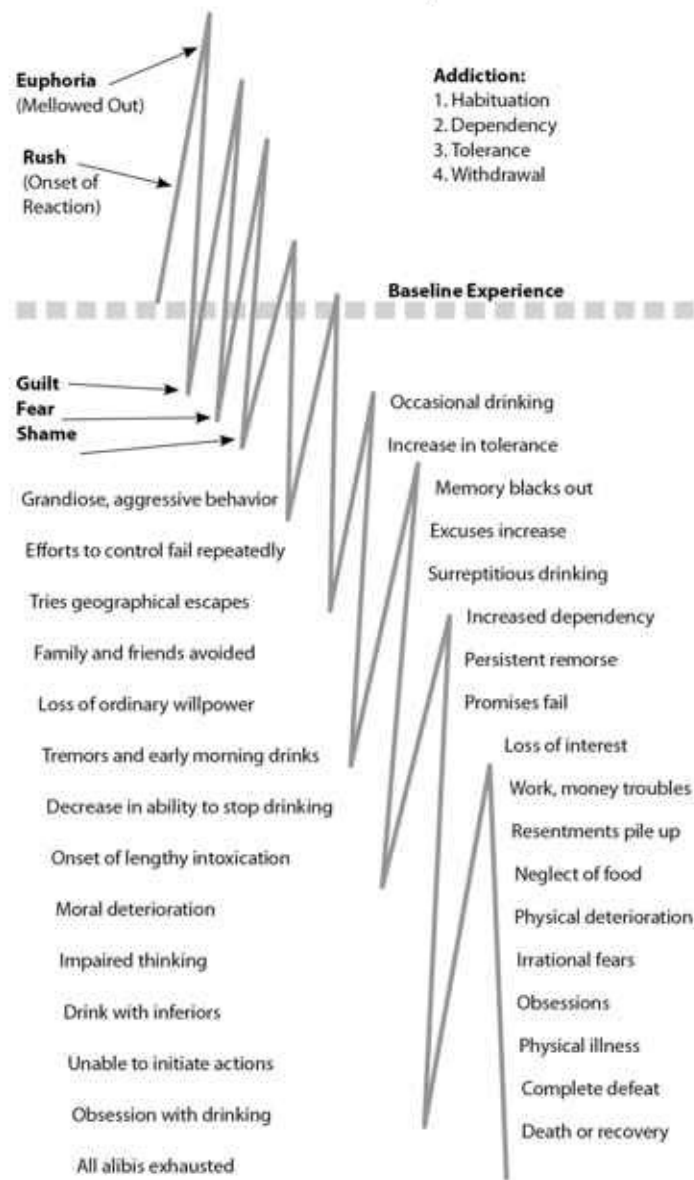 Euphoria
(Mellowed Out)
Rush
(Onset of
Reaction)
Addiction:
1. Habituation
2. Dependency
3. Tolerance
4. Withdrawal
Baseline Experience
Guilt
Fear
Shame
Grandiose, aggressive behavior
Efforts to control fail repeatedly
Tries geographical escapes
Family and friends avoided
Loss of ordinary willpower
Tremors and early morning drinks
Decrease in ability to stop drinking
Onset of lengthy intoxication
Moral deterioration
Impaired thinking
Drink with inferiors
Unable to initiate actions
Obsession with drinking
All alibis exhausted
Occasional drinking
Increase in tolerance
Memory blacks out
Excuses increase
Surreptitious drinking
Increased dependency
Persistent remorse
Promises fail
Loss of interest
Work, money troubles
Resentments pile up
Neglect of food
Physical deterioration
Irrational fears
Obsessions
Physical illness
Complete defeat
Death or recovery